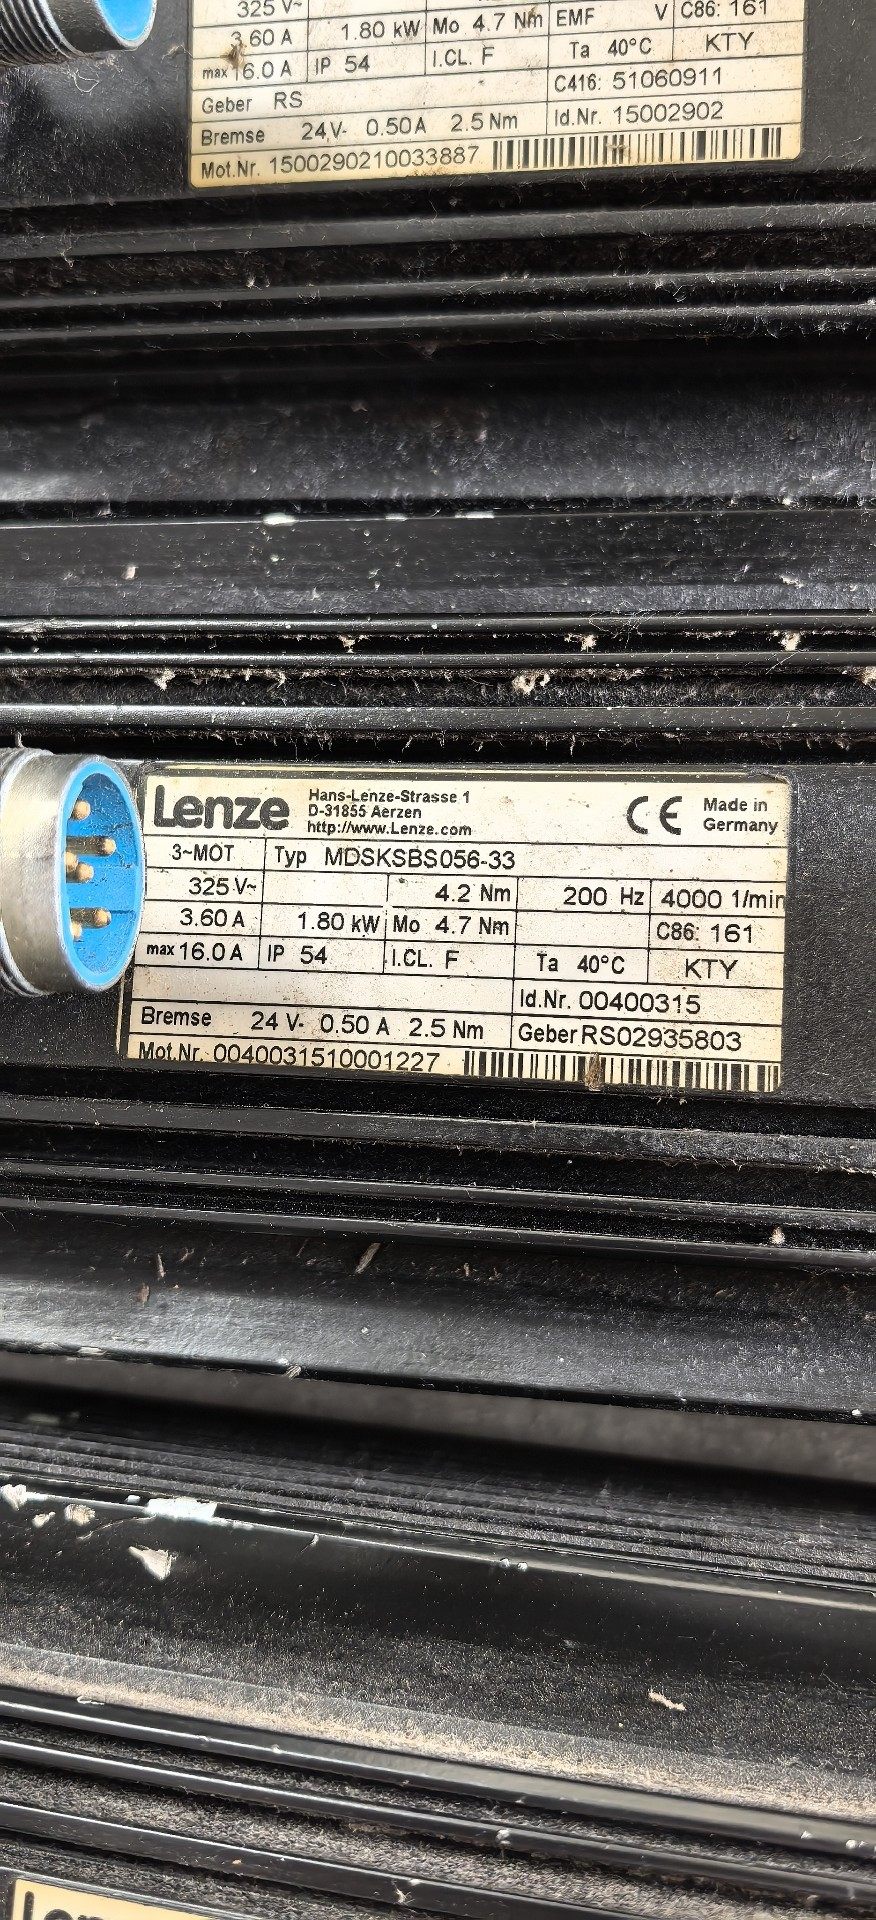 325 V~
3.60 A 1.80 kW Mo 4.7 Nm EMF V C86: 161
max 16.0 A IP 54 I.CL. F Ta 40°C KTY
Geber RS C416: 51060911
Bremse 24V- 0.50A 2.5 Nm Id.Nr. 15002902
Mot.Nr. 1500290210033887
Lenze Hans-Lenze-Strasse 1
D-31855 Aerzen
http://www.Lenze.com
CE Made in
Germany
3~MOT Typ MDSKSBS056-33
325 V~ 4.2 Nm 200 Hz 4000 1/min
3.60 A 1.80 kW Mo 4.7 Nm C86: 161
max 16.0 A IP 54 I.CL. F Ta 40°C KTY
Id.Nr. 00400315
Bremse 24 V- 0.50 A 2.5 Nm Geber RS02935803
Mot.Nr. 0040031510001227